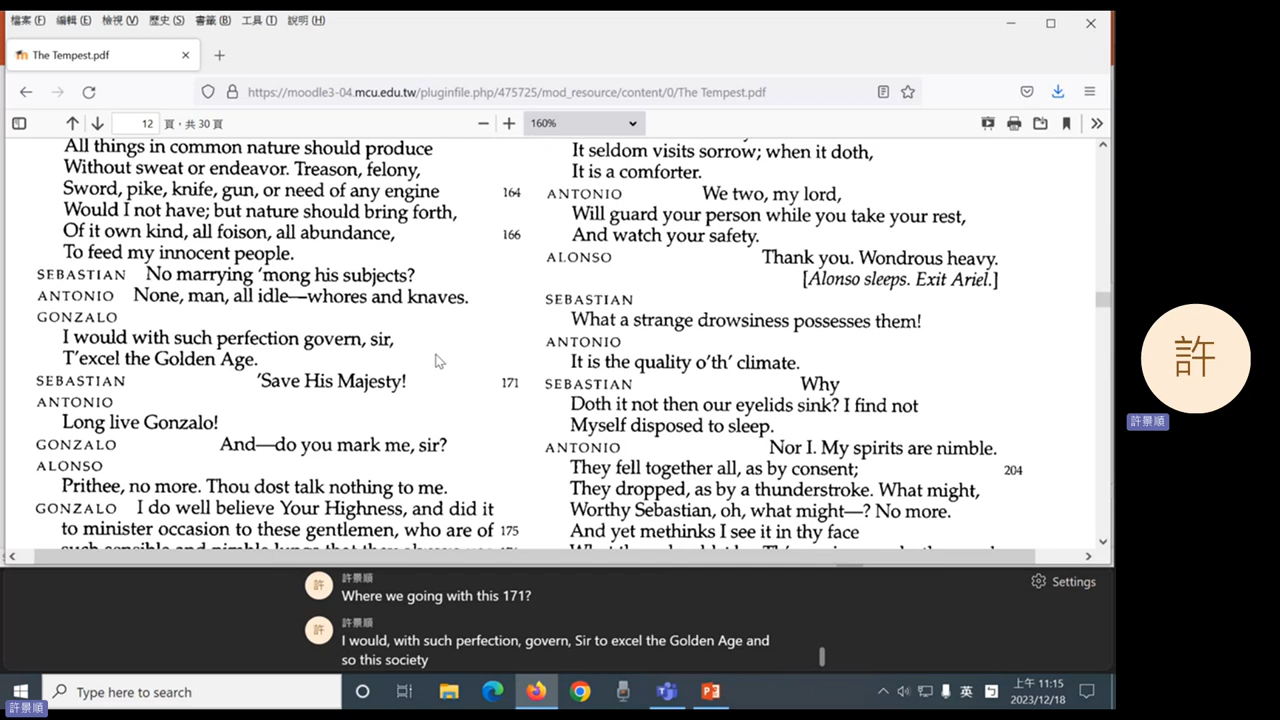 檔案 (F) 編輯 (E) 檢視 (V) 歷史 (S) 書籤 (B) 工具 (T) 說明 (H)
The Tempest.pdf
https://moodle3-04.mcu.edu.tw/pluginfile.php/475725/mod_resource/content/0/The Tempest.pdf
12 頁，共 30 頁
160%
All things in common nature should produce
Without sweat or endeavor. Treason, felony,
Sword, pike, knife, gun, or need of any engine 164
Would I not have; but nature should bring forth,
Of it own kind, all foison, all abundance, 166
To feed my innocent people.
SEBASTIAN No marrying ’mong his subjects?
ANTONIO None, man, all idle—whores and knaves.
GONZALO
I would with such perfection govern, sir,
T’excel the Golden Age.
SEBASTIAN ’Save His Majesty! 171
ANTONIO
Long live Gonzalo!
GONZALO And—do you mark me, sir?
ALONSO
Prithee, no more. Thou dost talk nothing to me.
GONZALO I do well believe Your Highness, and did it
to minister occasion to these gentlemen, who are of 175
It seldom visits sorrow; when it doth,
It is a comforter.
ANTONIO We two, my lord,
Will guard your person while you take your rest,
And watch your safety.
ALONSO Thank you. Wondrous heavy.
[Alonso sleeps. Exit Ariel.]
SEBASTIAN
What a strange drowsiness possesses them!
ANTONIO
It is the quality o’th’ climate.
SEBASTIAN Why
Doth it not then our eyelids sink? I find not
Myself disposed to sleep.
ANTONIO Nor I. My spirits are nimble.
They fell together all, as by consent; 204
They dropped, as by a thunderstroke. What might,
Worthy Sebastian, oh, what might—? No more.
And yet methinks I see it in thy face
許
許景順
許景順
Where we going with this 171?
許景順
I would, with such perfection, govern, Sir to excel the Golden Age and
so this society
Settings
Type here to search
英
上午 11:15
2023/12/18
許景順